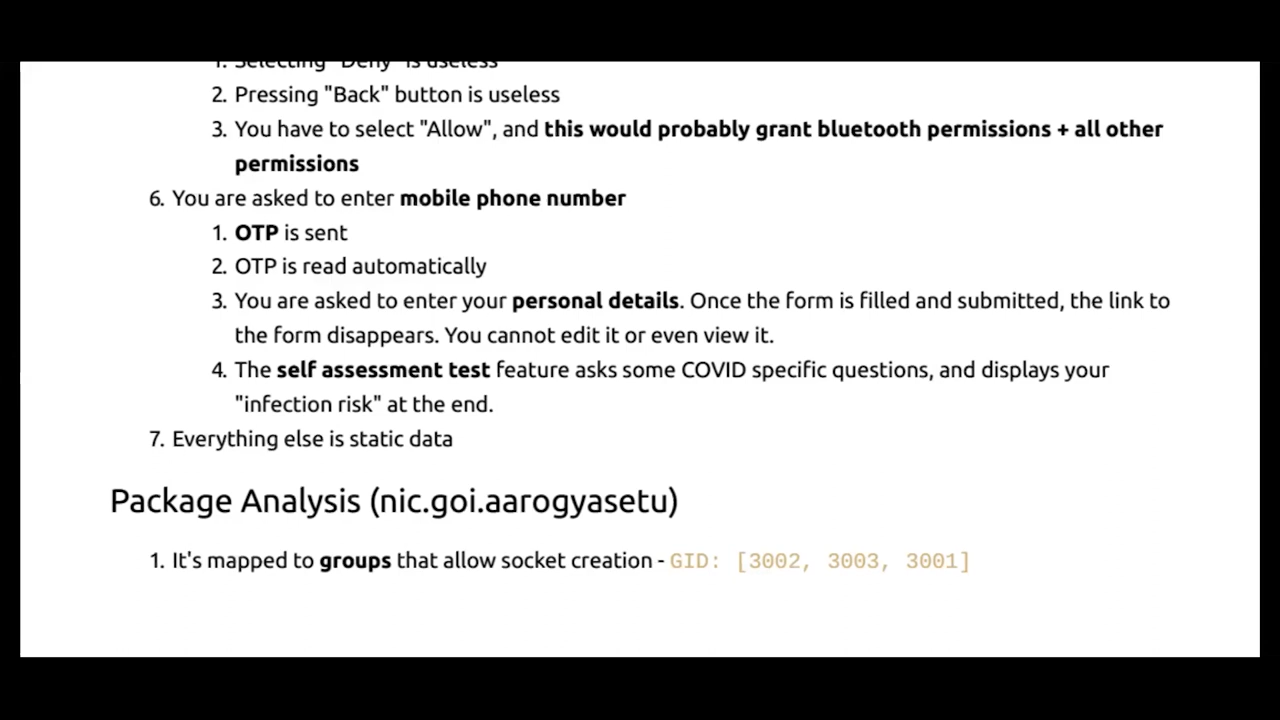 1. Selecting "Deny" is useless
2. Pressing "Back" button is useless
3. You have to select "Allow", and this would probably grant bluetooth permissions + all other
permissions
6. You are asked to enter mobile phone number
1. OTP is sent
2. OTP is read automatically
3. You are asked to enter your personal details. Once the form is filled and submitted, the link to
the form disappears. You cannot edit it or even view it.
4. The self assessment test feature asks some COVID specific questions, and displays your
"infection risk" at the end.
7. Everything else is static data
Package Analysis (nic.goi.aarogyasetu)
1. It's mapped to groups that allow socket creation - GID: [3002, 3003, 3001]